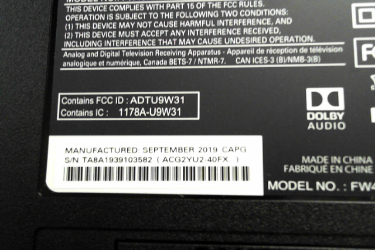 THIS DEVICE COMPLIES WITH PART 15 OF THE FCC RULES.
OPERATION IS SUBJECT TO THE FOLLOWING TWO CONDITIONS:
(1) THIS DEVICE MAY NOT CAUSE HARMFUL INTERFERENCE, AND
(2) THIS DEVICE MUST ACCEPT ANY INTERFERENCE RECEIVED,
INCLUDING INTERFERENCE THAT MAY CAUSE UNDESIRED OPERATION.
Analog and Digital Television Receiving Apparatus - Appareil de réception de télévision
analogique et numérique, Canada BETS-7 / NTMR-7. CAN ICES-3 (B)/NMB-3(B)
Contains FCC ID : ADTU9W31
Contains IC : 1178A-U9W31
DOLBY
AUDIO
MANUFACTURED SEPTEMBER 2019 CAPG
S/N TA8A1939103582 ( ACG2YU2-40FX )
MADE IN CHINA
FABRIQUÉ EN CHINE
MODEL NO. : FW4